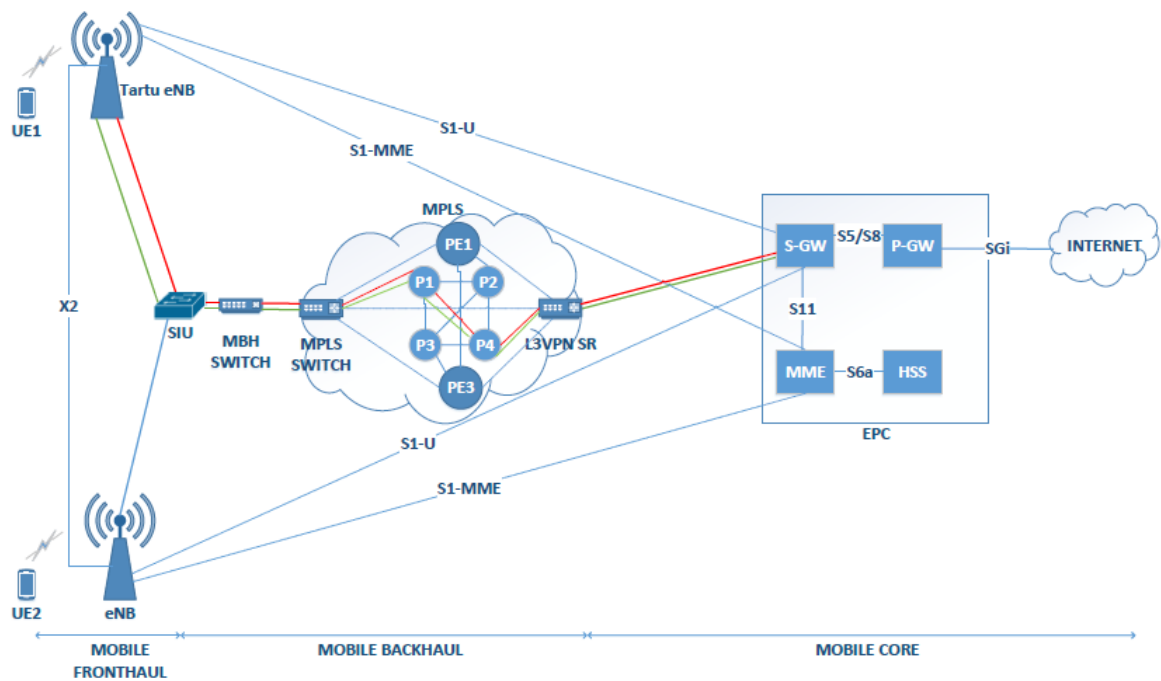 Tartu eNB
UE1
S1-U
S1-MME
MPLS
PE1
S-GW
S5/S8
P-GW
SGi
INTERNET
P1
P2
X2
S11
SIU
MBH
SWITCH
MPLS
SWITCH
P3
P4
L3VPN SR
PE3
MME
S6a
HSS
EPC
S1-U
S1-MME
UE2
eNB
MOBILE
FRONTHAUL
MOBILE BACKHAUL
MOBILE CORE